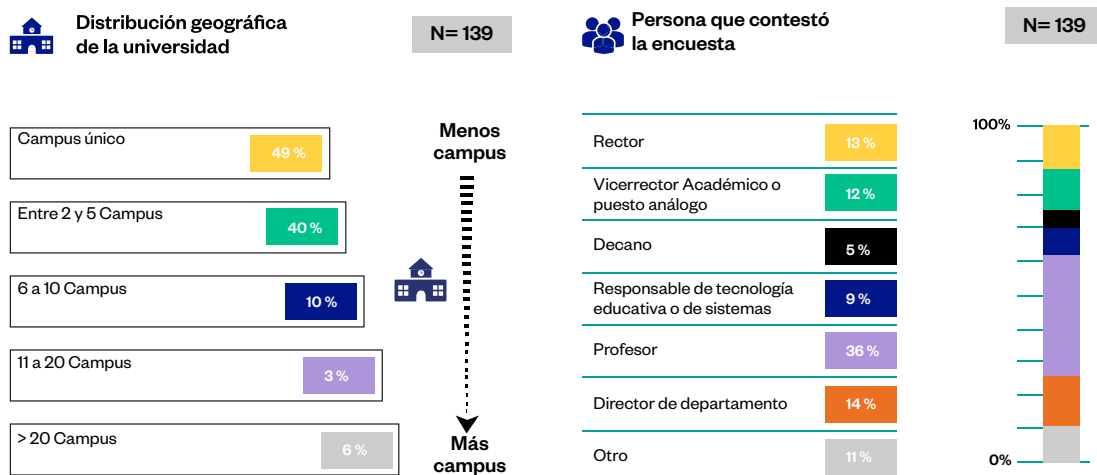 Distribución geográfica
de la universidad
N= 139
Campus único
49 %
Entre 2 y 5 Campus
40 %
6 a 10 Campus
10 %
11 a 20 Campus
3 %
> 20 Campus
6 %
Menos
campus
Más
campus
Persona que contestó
la encuesta
N= 139
Rector
13 %
Vicerrector Académico o
puesto análogo
12 %
Decano
5 %
Responsable de tecnología
educativa o de sistemas
9 %
Profesor
36 %
Director de departamento
14 %
Otro
11 %
100%
0%